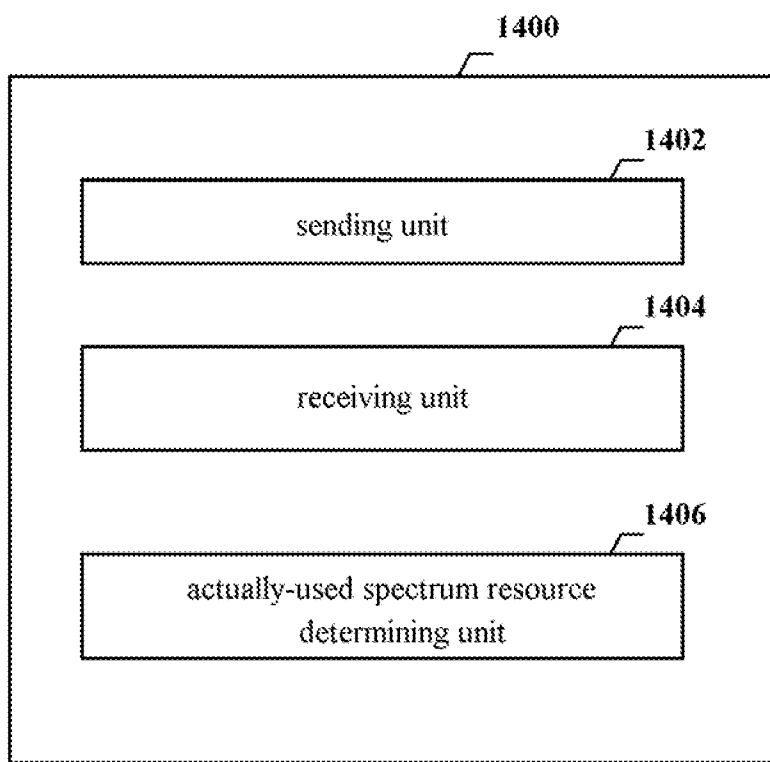 1400
1402
sending unit
1404
receiving unit
1406
actually-used spectrum resource
determining unit